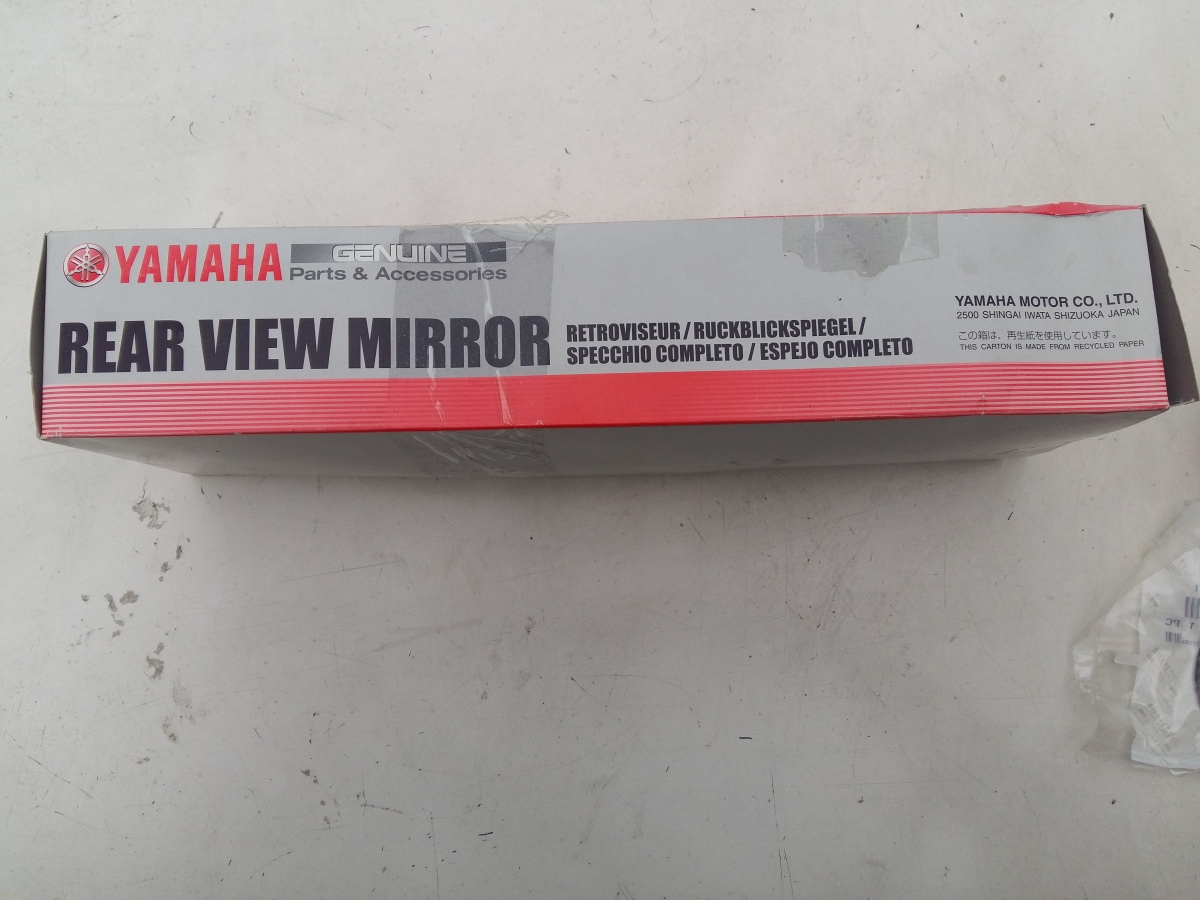 YAMAHA GENUINE
Parts & Accessories
REAR VIEW MIRROR
RETROVISEUR / RUCKBLICKSPIEGEL /
SPECCHIO COMPLETO / ESPEJO COMPLETO
YAMAHA MOTOR CO., LTD.
2500 SHINGAI IWATA SHIZUOKA JAPAN
この箱は、再生紙を使用しています。
THIS CARTON IS MADE FROM RECYCLED PAPER
1 PC